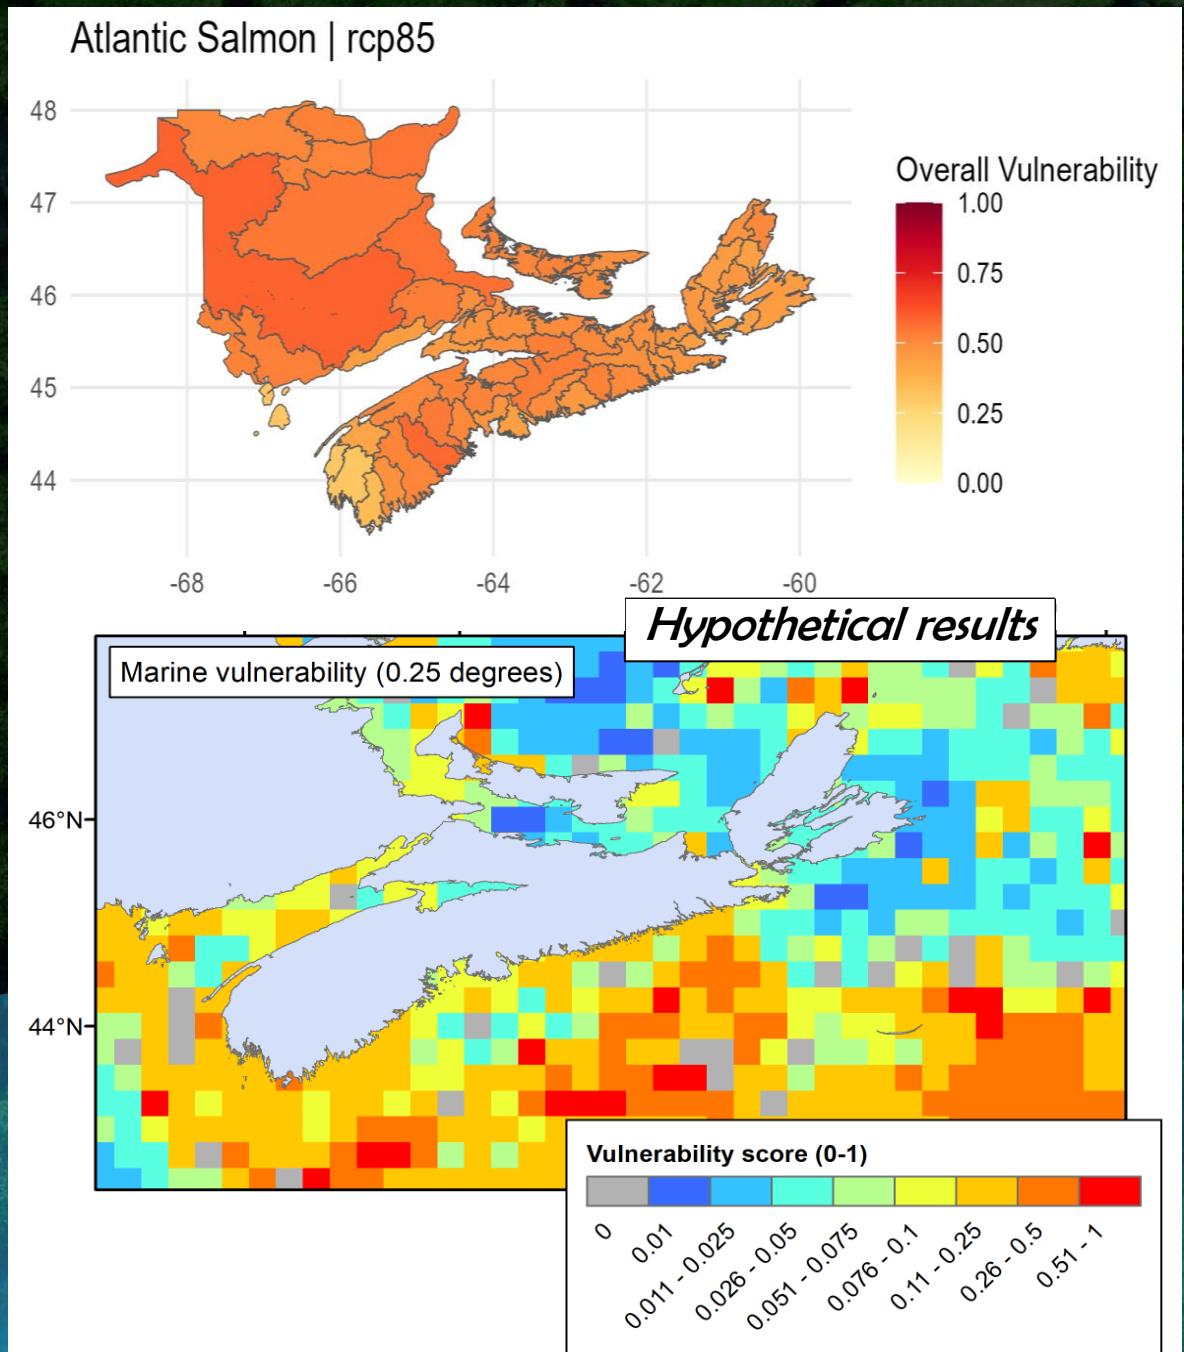 Atlantic Salmon | rcp85
48
47
46
45
44
-68
-66
-64
-62
-60
Overall Vulnerability
1.00
0.75
0.50
0.25
0.00
Hypothetical results
Marine vulnerability (0.25 degrees)
46°N
44°N
Vulnerability score (0-1)
0
0.01
0.011 - 0.025
0.026 - 0.05
0.051 - 0.075
0.076 - 0.1
0.11 - 0.25
0.26 - 0.5
0.51 - 1